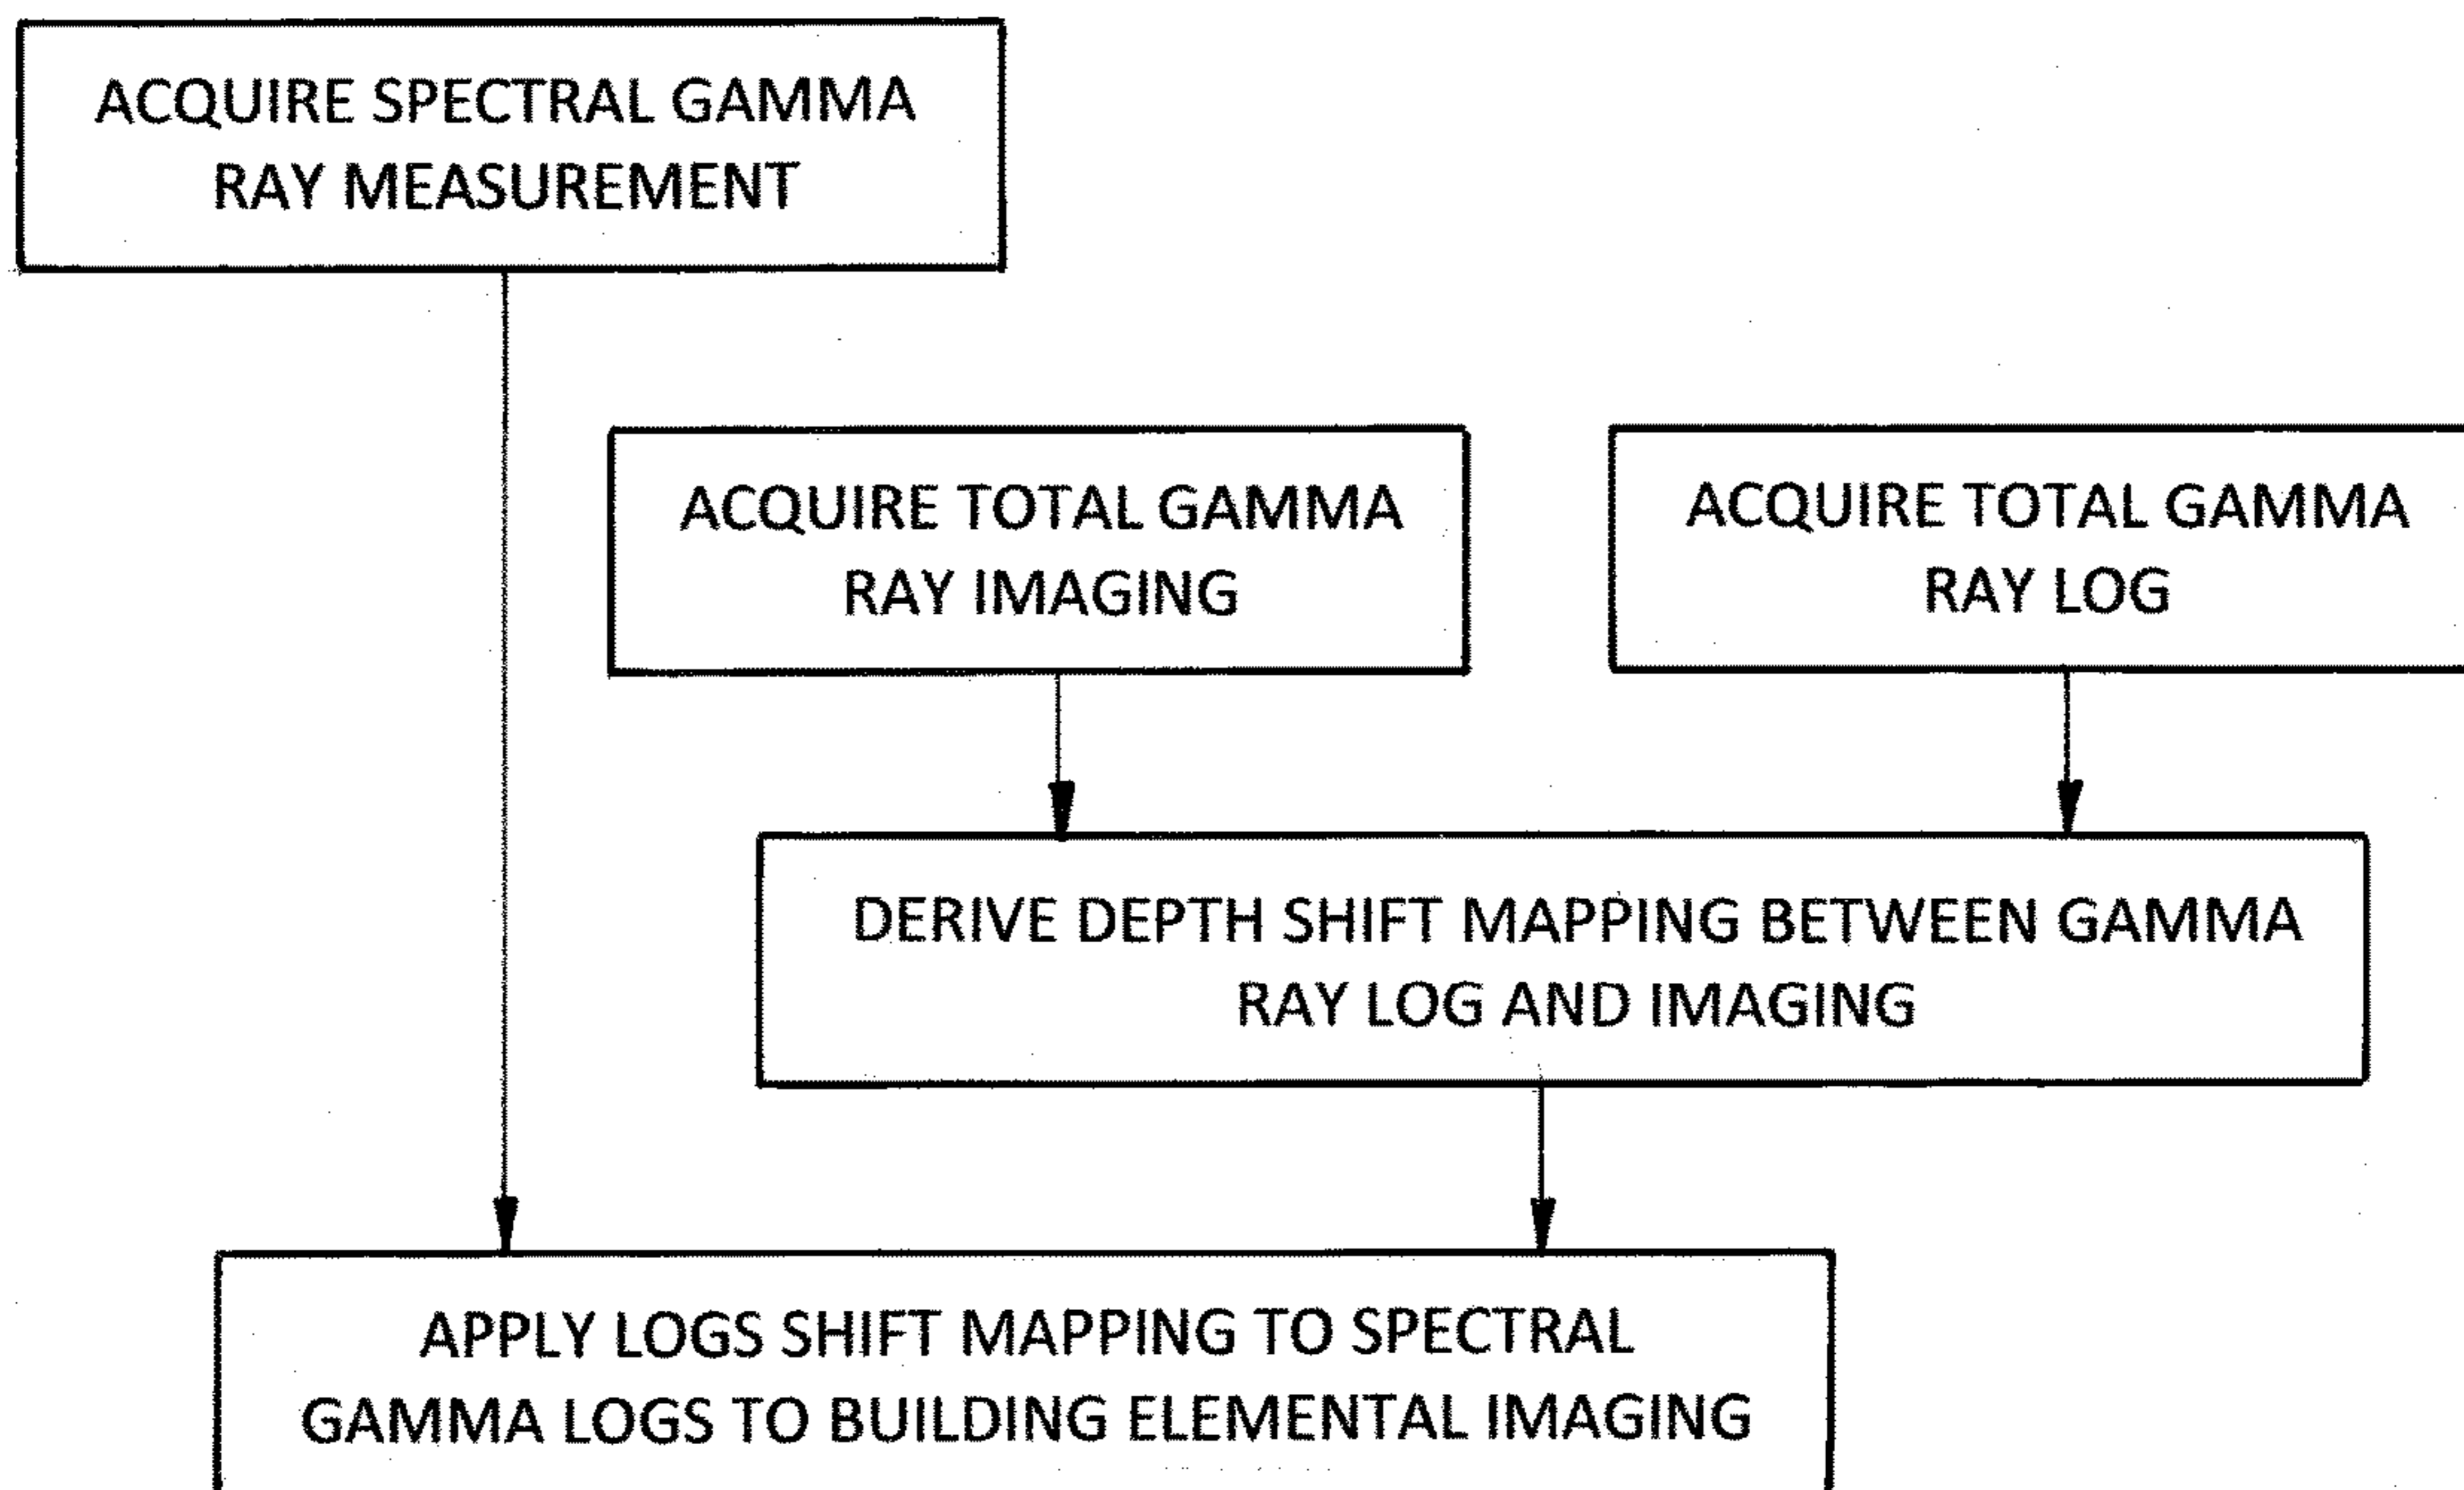 ACQUIRE SPECTRAL GAMMA
RAY MEASUREMENT
ACQUIRE TOTAL GAMMA
RAY IMAGING
ACQUIRE TOTAL GAMMA
RAY LOG
DERIVE DEPTH SHIFT MAPPING BETWEEN GAMMA
RAY LOG AND IMAGING
APPLY LOGS SHIFT MAPPING TO SPECTRAL
GAMMA LOGS TO BUILDING ELEMENTAL IMAGING